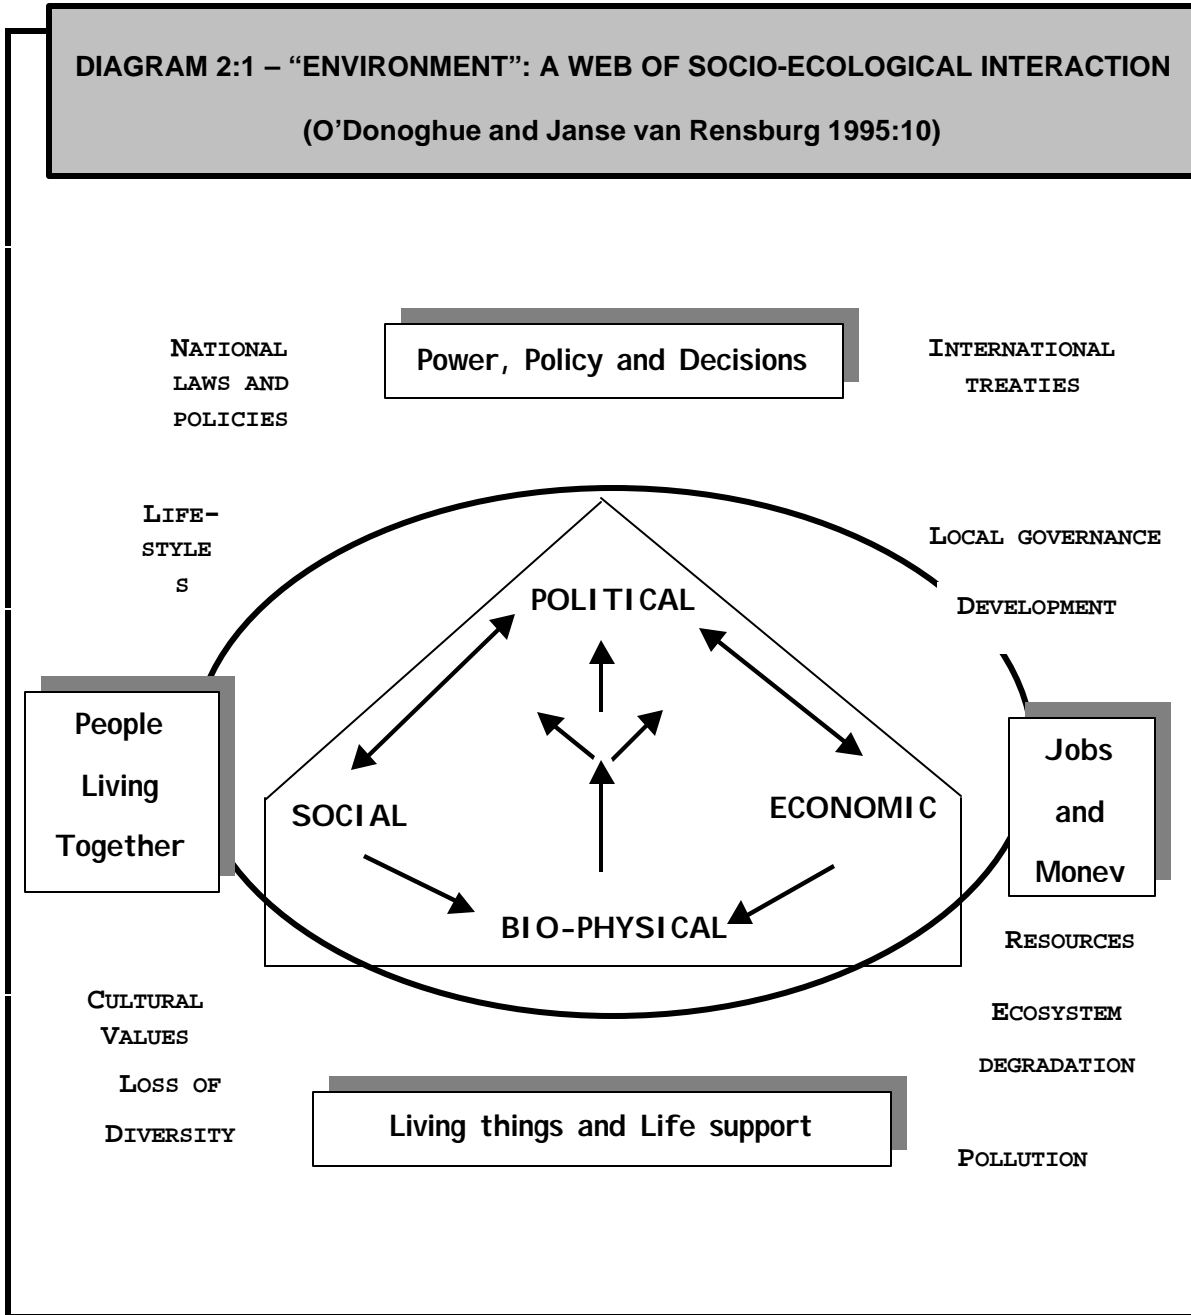 DIAGRAM 2:1 – “ENVIRONMENT”: A WEB OF SOCIO-ECOLOGICAL INTERACTION
(O’Donoghue and Janse van Rensburg 1995:10)
NATIONAL
LAWS AND
POLICIES
Power, Policy and Decisions
INTERNATIONAL
TREATIES
LIFE-
STYLE
S
LOCAL GOVERNANCE
DEVELOPMENT
POLITICAL
People
Living
Together
SOCIAL
ECONOMIC
Jobs
and
Monev
BIO-PHYSICAL
RESOURCES
CULTURAL
VALUES
ECOSYSTEM
DEGRADATION
LOSS OF
DIVERSITY
Living things and Life support
POLLUTION